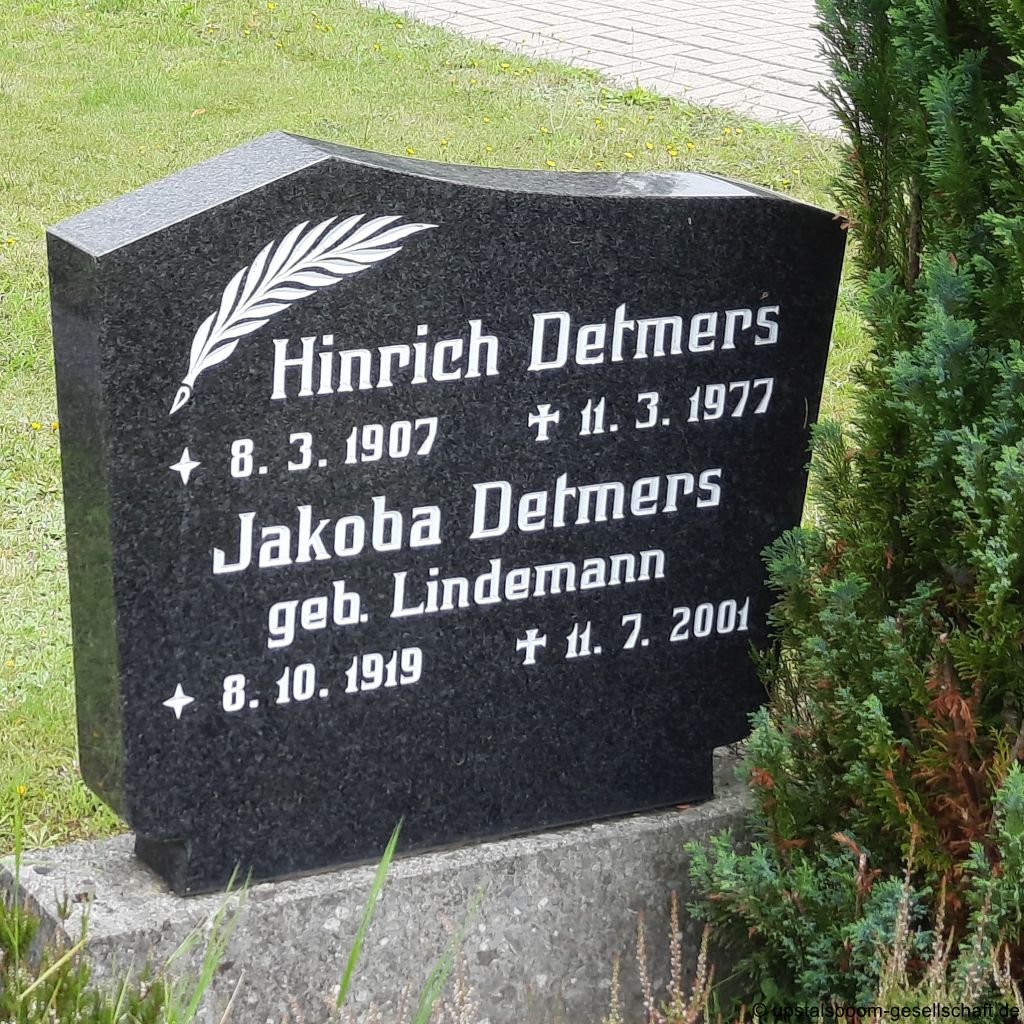 Hinrich Detmers
8. 3. 1907 † 11. 3. 1977
Jakoba Detmers
geb. Lindemann
8. 10. 1919 † 11. 7. 2001
© upstalsboom-gesellschaft.de